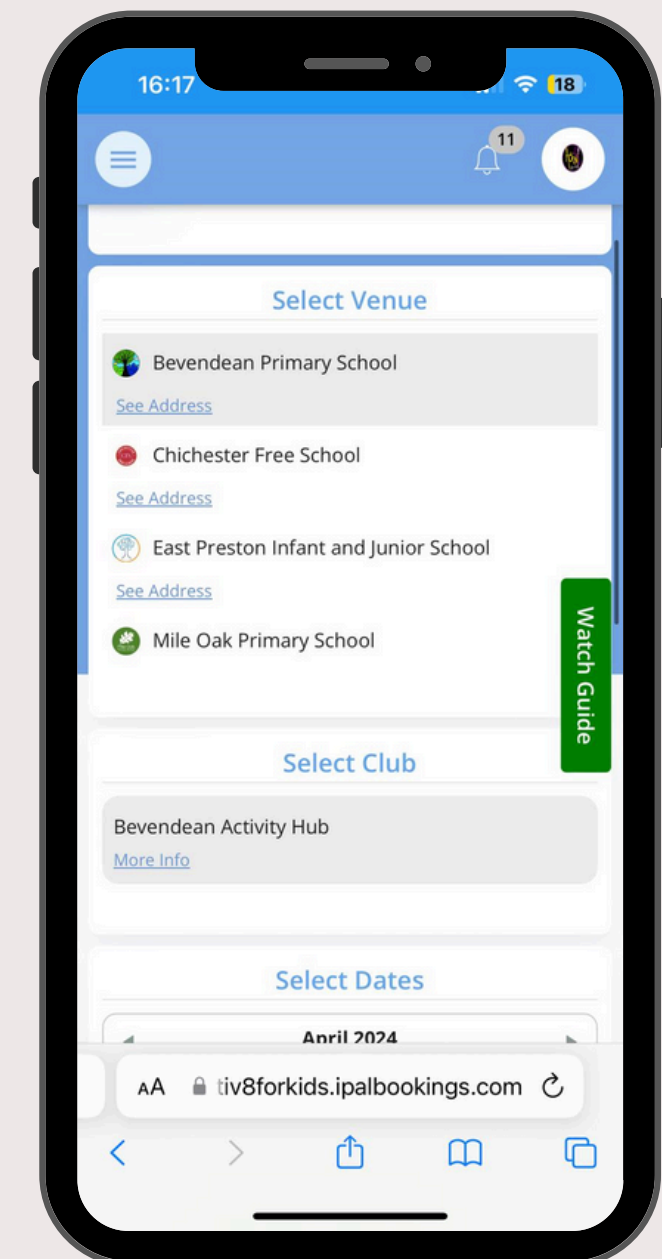 16:17
18
11
Select Venue
Bevendean Primary School
See Address
Chichester Free School
See Address
East Preston Infant and Junior School
See Address
Mile Oak Primary School
Watch Guide
Select Club
Bevendean Activity Hub
More Info
Select Dates
April 2024
AA tiv8forkids.ipalbookings.com